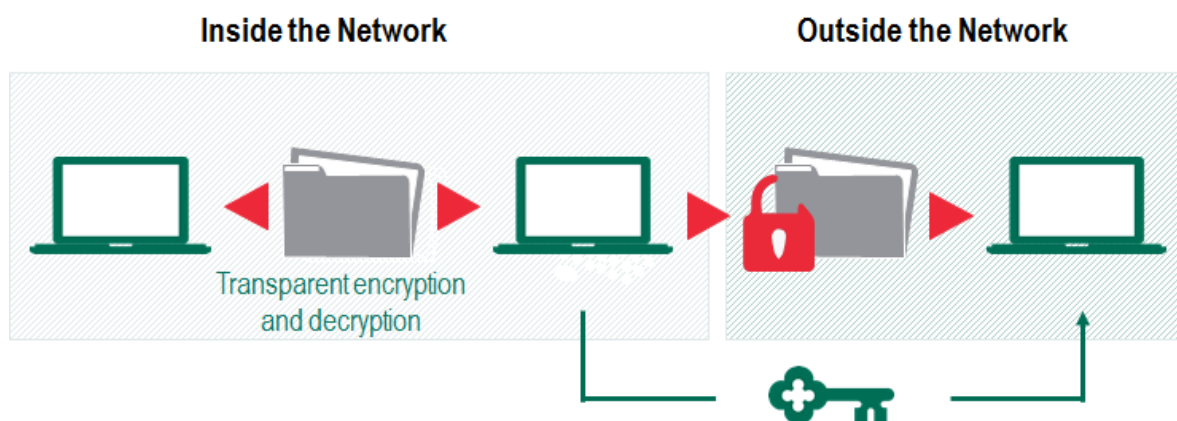 Inside the Network
Outside the Network
Transparent encryption
and decryption